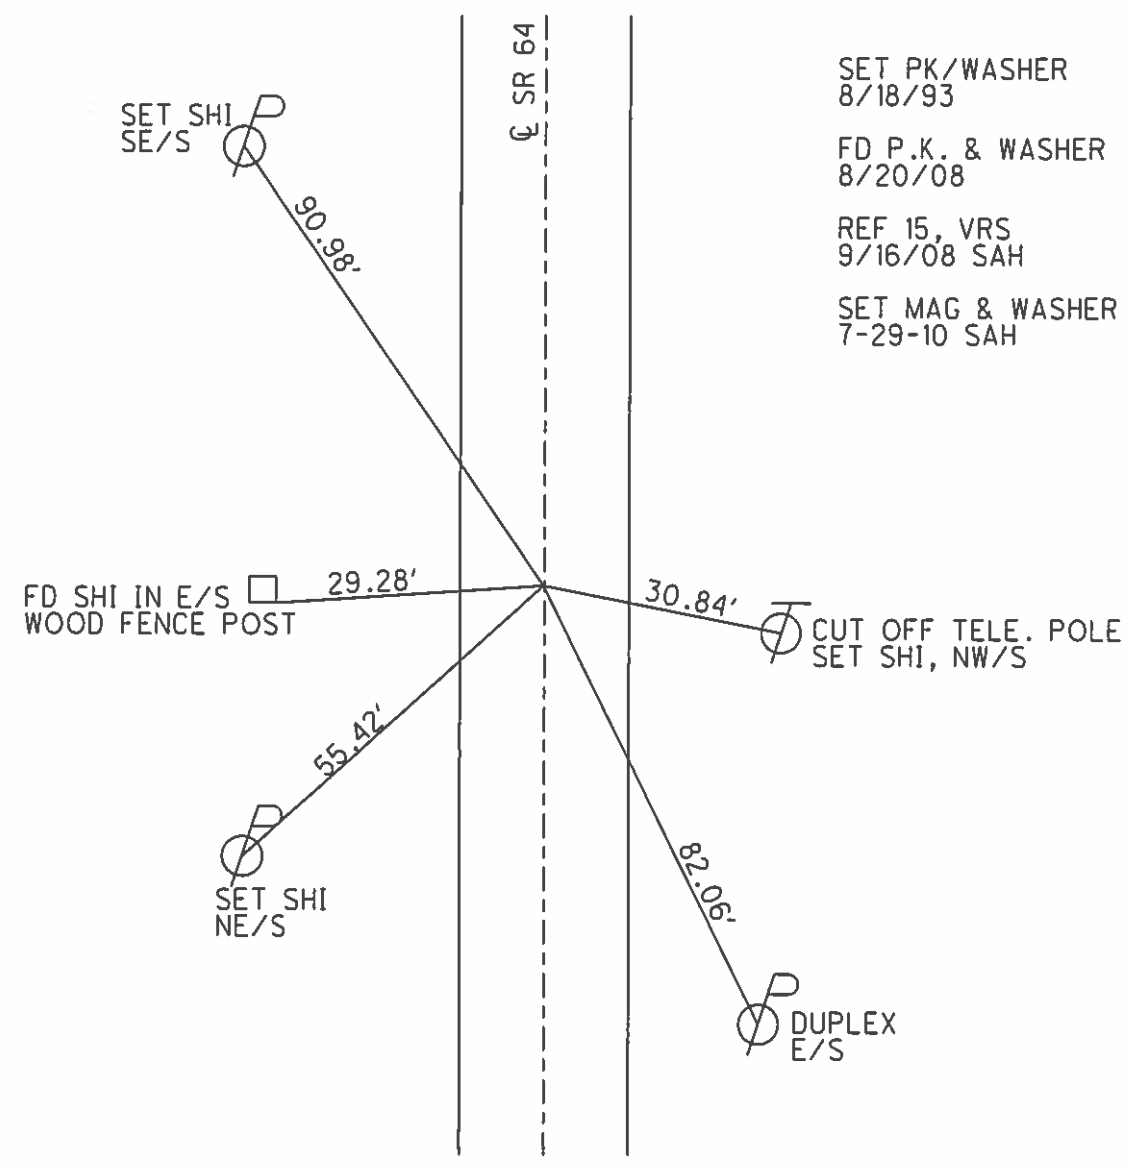 ℄ SR 64
SET PK/WASHER
8/18/93
FD P.K. & WASHER
8/20/08
REF 15, VRS
9/16/08 SAH
SET MAG & WASHER
7-29-10 SAH
SET SHI
SE/S
P
90.98'
FD SHI IN E/S
WOOD FENCE POST
29.28'
30.84'
T
CUT OFF TELE. POLE
SET SHI, NW/S
55.42'
P
SET SHI
NE/S
82.06'
P
DUPLEX
E/S